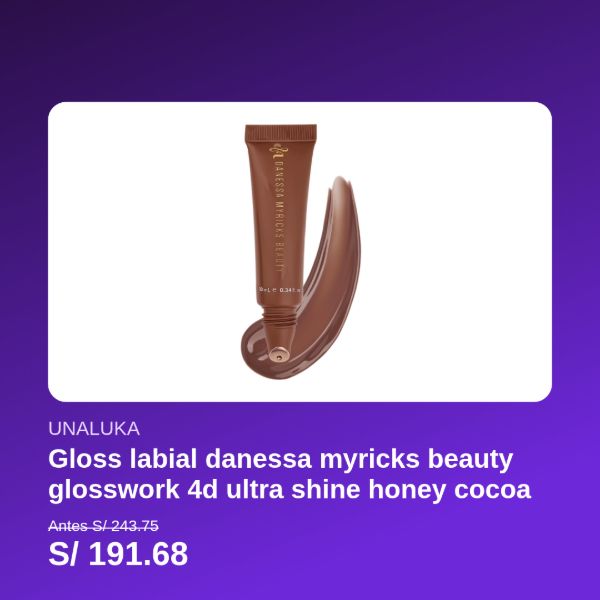 DANESSA MYRICKS BEAUTY
UNALUKA
Gloss labial danessa myricks beauty
glosswork 4d ultra shine honey cocoa
Antes S/ 243.75
S/ 191.68